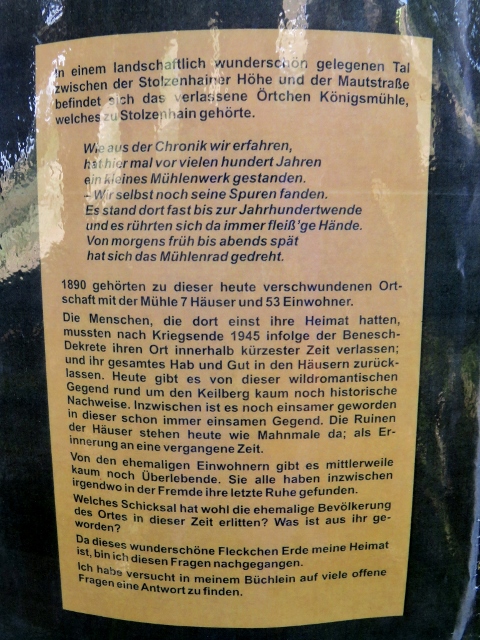 In einem landschaftlich wunderschön gelegenen Tal
zwischen der Stolzenhainer Höhe und der Mautstraße
befindet sich das verlassene Örtchen Königsmühle,
welches zu Stolzenhain gehörte.
Wie aus der Chronik wir erfahren,
hat hier mal vor vielen hundert Jahren
ein kleines Mühlenwerk gestanden.
- Wir selbst noch seine Spuren fanden.
Es stand dort fast bis zur Jahrhundertwende
und es rührten sich da immer fleiß'ge Hände.
Von morgens früh bis abends spät
hat sich das Mühlenrad gedreht.
1890 gehörten zu dieser heute verschwundenen Ort-
schaft mit der Mühle 7 Häuser und 53 Einwohner.
Die Menschen, die dort einst ihre Heimat hatten,
mussten nach Kriegsende 1945 infolge der Benesch-
Dekrete ihren Ort innerhalb kürzester Zeit verlassen;
und ihr gesamtes Hab und Gut in den Häusern zurück-
lassen. Heute gibt es von dieser wildromantischen
Gegend rund um den Keilberg kaum noch historische
Nachweise. Inzwischen ist es noch einsamer geworden
in dieser schon immer einsamen Gegend. Die Ruinen
der Häuser stehen heute wie Mahnmale da; als Er-
innerung an eine vergangene Zeit.
Von den ehemaligen Einwohnern gibt es mittlerweile
kaum noch Überlebende. Sie alle haben inzwischen
irgendwo in der Fremde ihre letzte Ruhe gefunden.
Welches Schicksal hat wohl die ehemalige Bevölkerung
des Ortes in dieser Zeit erlitten? Was ist aus ihr ge-
worden?
Da dieses wunderschöne Fleckchen Erde meine Heimat
ist, bin ich diesen Fragen nachgegangen.
Ich habe versucht in meinem Büchlein auf viele offene
Fragen eine Antwort zu finden.